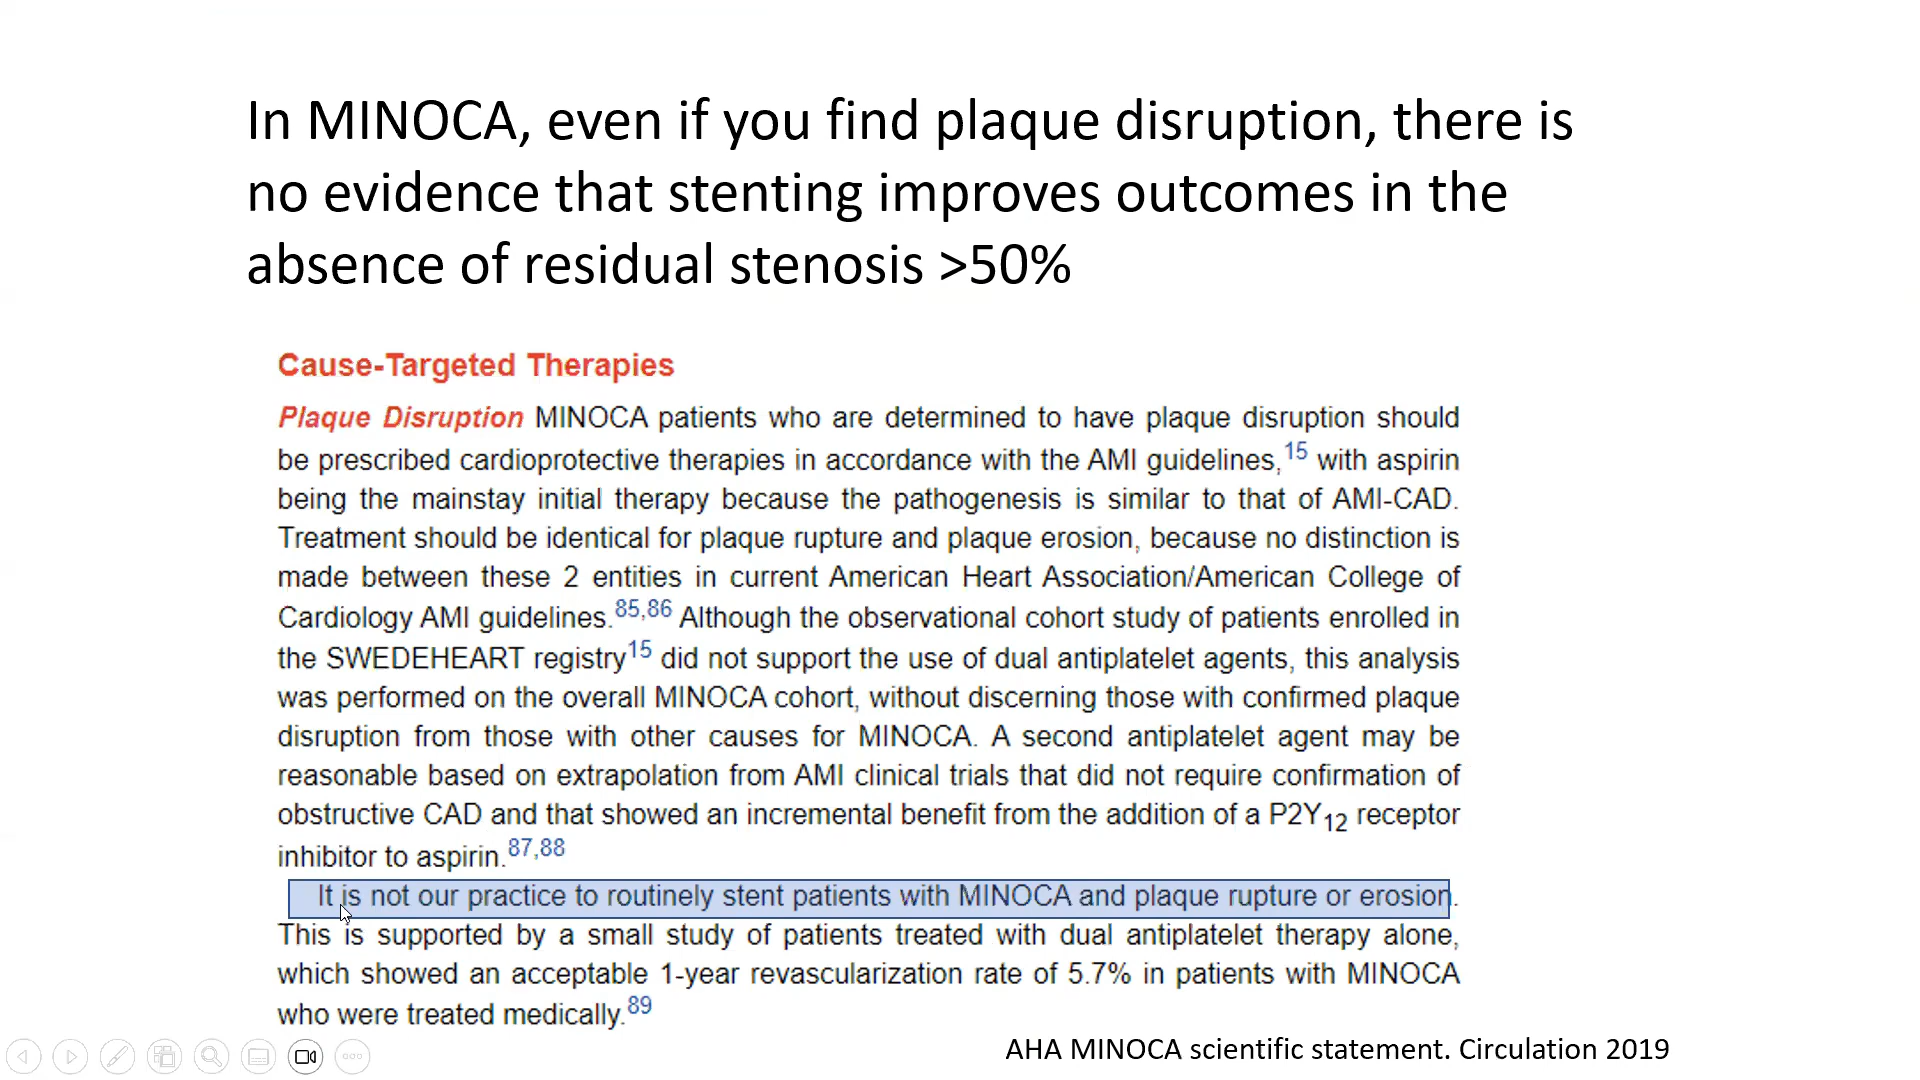 In MINOCA, even if you find plaque disruption, there is
no evidence that stenting improves outcomes in the
absence of residual stenosis >50%
Cause-Targeted Therapies
Plaque Disruption MINOCA patients who are determined to have plaque disruption should
be prescribed cardioprotective therapies in accordance with the AMI guidelines,15 with aspirin
being the mainstay initial therapy because the pathogenesis is similar to that of AMI-CAD.
Treatment should be identical for plaque rupture and plaque erosion, because no distinction is
made between these 2 entities in current American Heart Association/American College of
Cardiology AMI guidelines.85,86 Although the observational cohort study of patients enrolled in
the SWEDEHEART registry15 did not support the use of dual antiplatelet agents, this analysis
was performed on the overall MINOCA cohort, without discerning those with confirmed plaque
disruption from those with other causes for MINOCA. A second antiplatelet agent may be
reasonable based on extrapolation from AMI clinical trials that did not require confirmation of
obstructive CAD and that showed an incremental benefit from the addition of a P2Y12 receptor
inhibitor to aspirin.87,88
It is not our practice to routinely stent patients with MINOCA and plaque rupture or erosion.
This is supported by a small study of patients treated with dual antiplatelet therapy alone,
which showed an acceptable 1-year revascularization rate of 5.7% in patients with MINOCA
who were treated medically.89
AHA MINOCA scientific statement. Circulation 2019